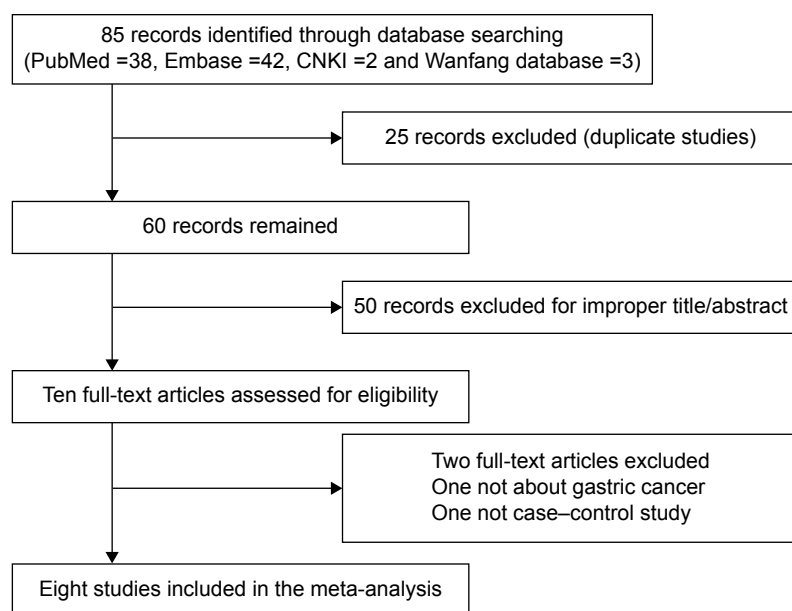 85 records identified through database searching
(PubMed =38, Embase =42, CNKI =2 and Wanfang database =3)
25 records excluded (duplicate studies)
60 records remained
50 records excluded for improper title/abstract
Ten full-text articles assessed for eligibility
Two full-text articles excluded
One not about gastric cancer
One not case–control study
Eight studies included in the meta-analysis